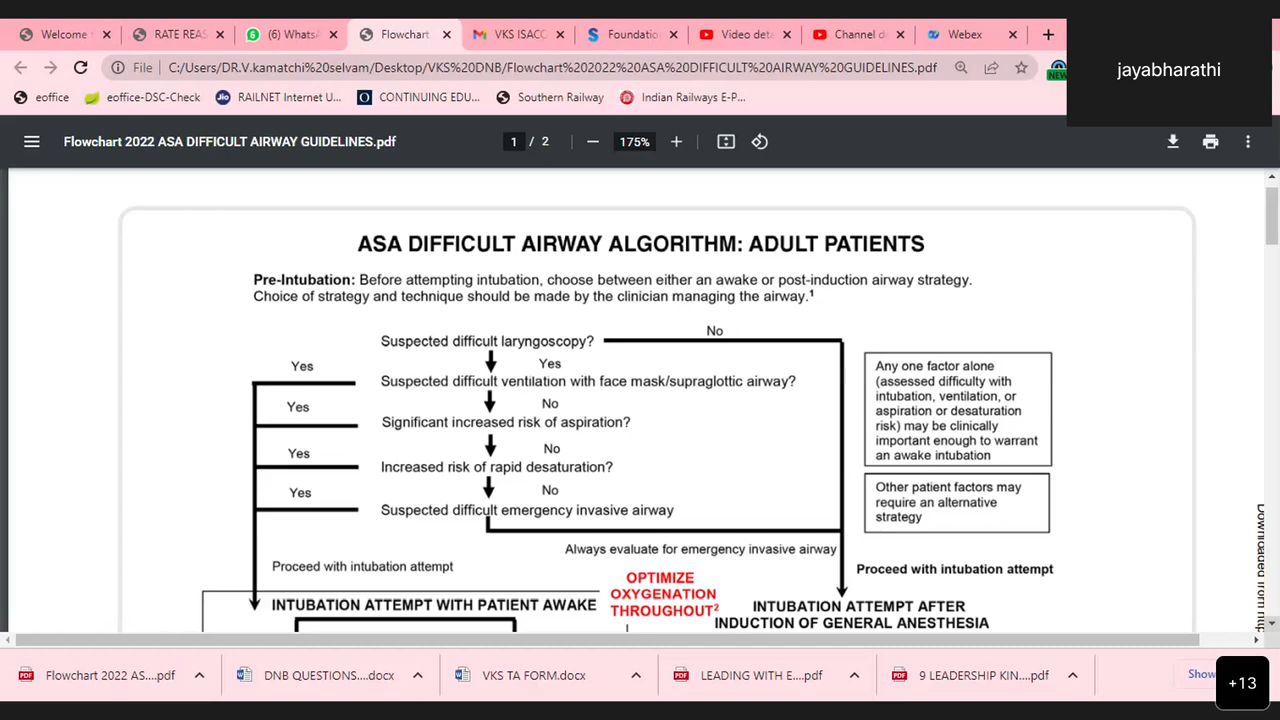 Welcome
RATE REAS
(6) WhatsA
Flowchart
VKS ISACC
Foundation
Video deta
Channel de
Webex
File
C:/Users/DR.V.kamatchi%20selvam/Desktop/VKS%20DNB/Flowchart%202022%20ASA%20DIFFICULT%20AIRWAY%20GUIDELINES.pdf
NEW
jayabharathi
eoffice
eoffice-DSC-Check
Jio
RAILNET Internet U...
CONTINUING EDU...
Southern Railway
Indian Railways E-P...
Flowchart 2022 ASA DIFFICULT AIRWAY GUIDELINES.pdf
1 / 2
175%
ASA DIFFICULT AIRWAY ALGORITHM: ADULT PATIENTS
Pre-Intubation: Before attempting intubation, choose between either an awake or post-induction airway strategy.
Choice of strategy and technique should be made by the clinician managing the airway.¹
Suspected difficult laryngoscopy?
No
Yes
Yes
Suspected difficult ventilation with face mask/supraglottic airway?
Yes
No
Significant increased risk of aspiration?
Yes
No
Increased risk of rapid desaturation?
Yes
No
Suspected difficult emergency invasive airway
Any one factor alone
(assessed difficulty with
intubation, ventilation, or
aspiration or desaturation
risk) may be clinically
important enough to warrant
an awake intubation
Other patient factors may
require an alternative
strategy
Always evaluate for emergency invasive airway
Proceed with intubation attempt
Proceed with intubation attempt
OPTIMIZE
OXYGENATION
THROUGHOUT²
INTUBATION ATTEMPT WITH PATIENT AWAKE
INTUBATION ATTEMPT AFTER
INDUCTION OF GENERAL ANESTHESIA
Downloaded from
Flowchart 2022 AS....pdf
DNB QUESTIONS....docx
VKS TA FORM.docx
LEADING WITH E....pdf
9 LEADERSHIP KIN....pdf
Show
+13